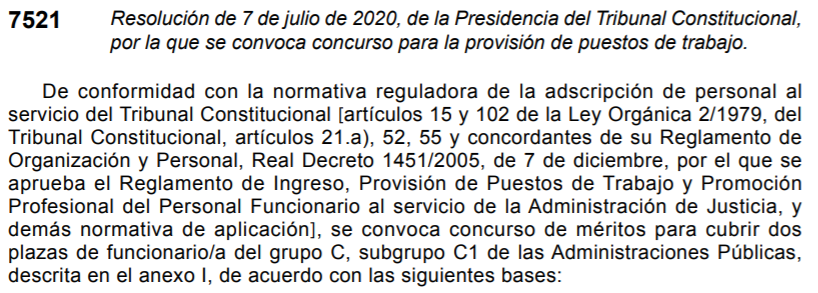 7521 Resolución de 7 de julio de 2020, de la Presidencia del Tribunal Constitucional,
por la que se convoca concurso para la provisión de puestos de trabajo.
De conformidad con la normativa reguladora de la adscripción de personal al
servicio del Tribunal Constitucional [artículos 15 y 102 de la Ley Orgánica 2/1979, del
Tribunal Constitucional, artículos 21.a), 52, 55 y concordantes de su Reglamento de
Organización y Personal, Real Decreto 1451/2005, de 7 de diciembre, por el que se
aprueba el Reglamento de Ingreso, Provisión de Puestos de Trabajo y Promoción
Profesional del Personal Funcionario al servicio de la Administración de Justicia, y
demás normativa de aplicación], se convoca concurso de méritos para cubrir dos
plazas de funcionario/a del grupo C, subgrupo C1 de las Administraciones Públicas,
descrita en el anexo I, de acuerdo con las siguientes bases: